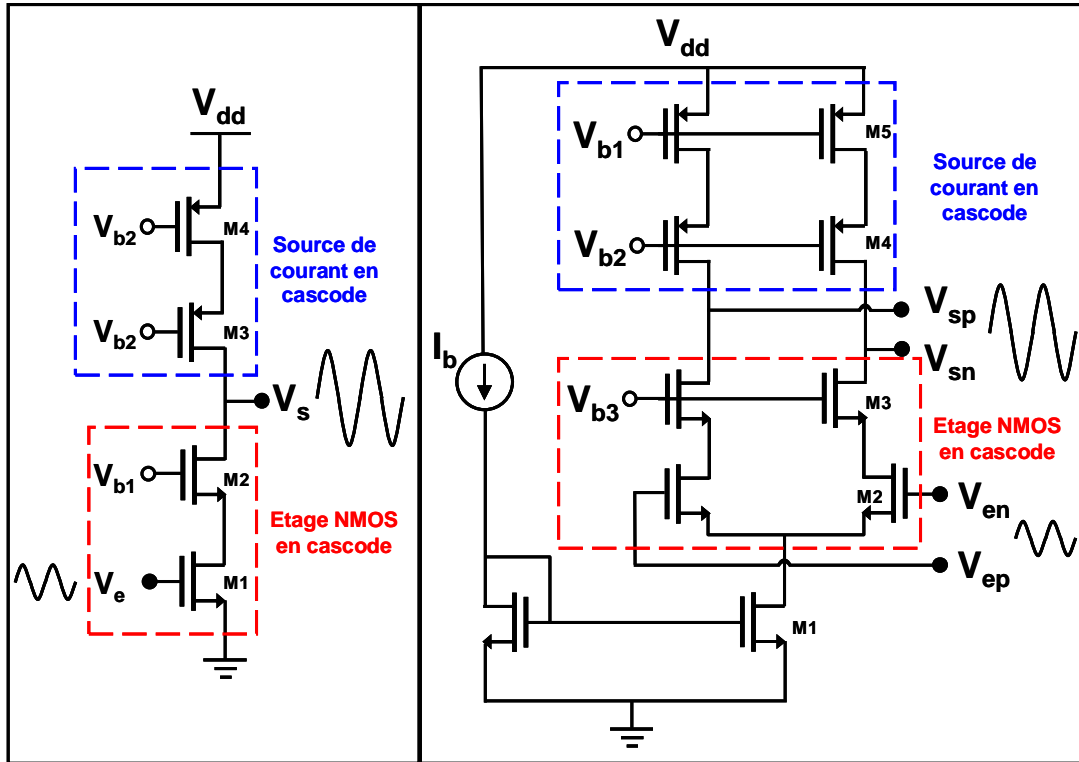 Vdd
Vb2
M4
Source de
courant en
cascode
Vb2
M3
Vs
Vb1
M2
Etage NMOS
en cascode
Ve
M1
Vdd
Vb1
M5
Source de
courant en
cascode
Vb2
M4
Vsp
Ib
Vsn
Vb3
M3
Etage NMOS
en cascode
M2
Ven
Vep
M1